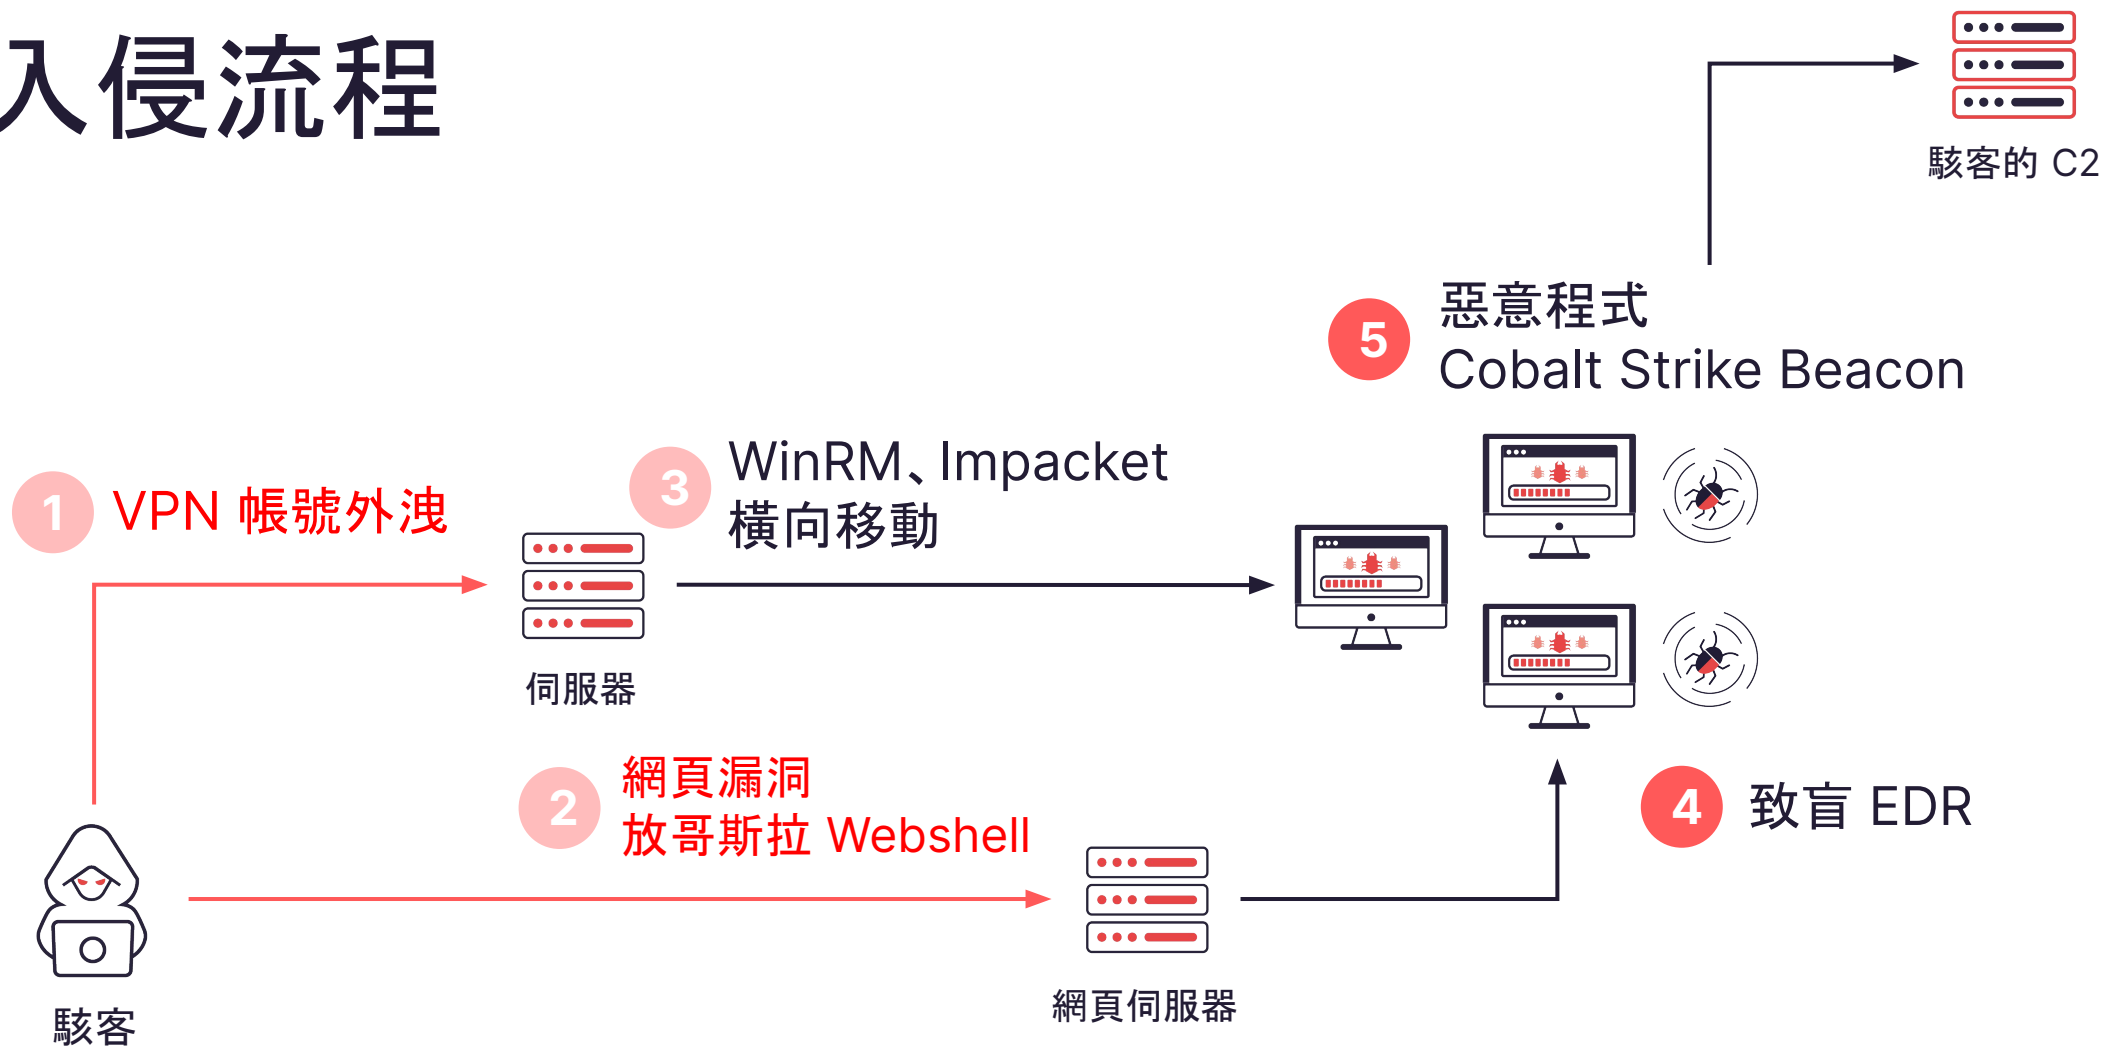 入侵流程
駭客的 C2
5
惡意程式
Cobalt Strike Beacon
3
WinRM、Impacket
橫向移動
1
VPN 帳號外洩
伺服器
2
網頁漏洞
放哥斯拉 Webshell
4
致盲 EDR
駭客
網頁伺服器